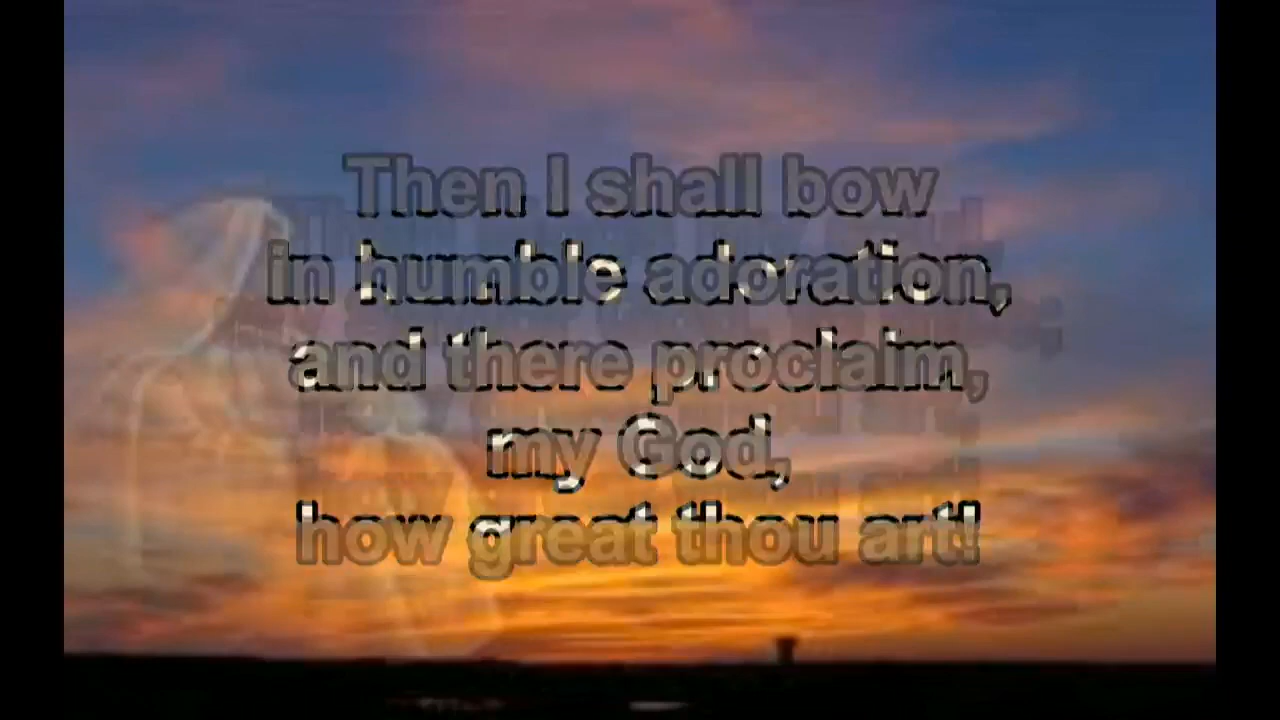 Then I shall bow
in humble adoration,
and there proclaim,
my God,
how great thou art!